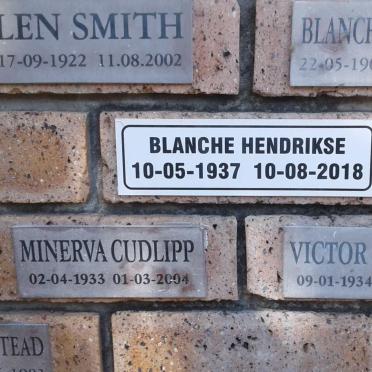 LEN SMITH
17-09-1922 11.08.2002
BLANCH
22-05-19
BLANCHE HENDRIKSE
10-05-1937 10-08-2018
MINERVA CUDLIPP
02-04-1933 01-03-2004
VICTOR
09-01-1934
TEAD